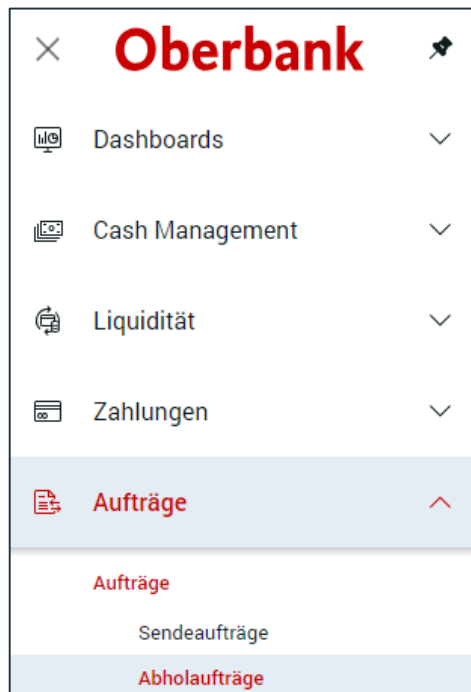 Oberbank
Dashboards
Cash Management
Liquidität
Zahlungen
Aufträge
Aufträge
Sendeaufträge
Abholaufträge